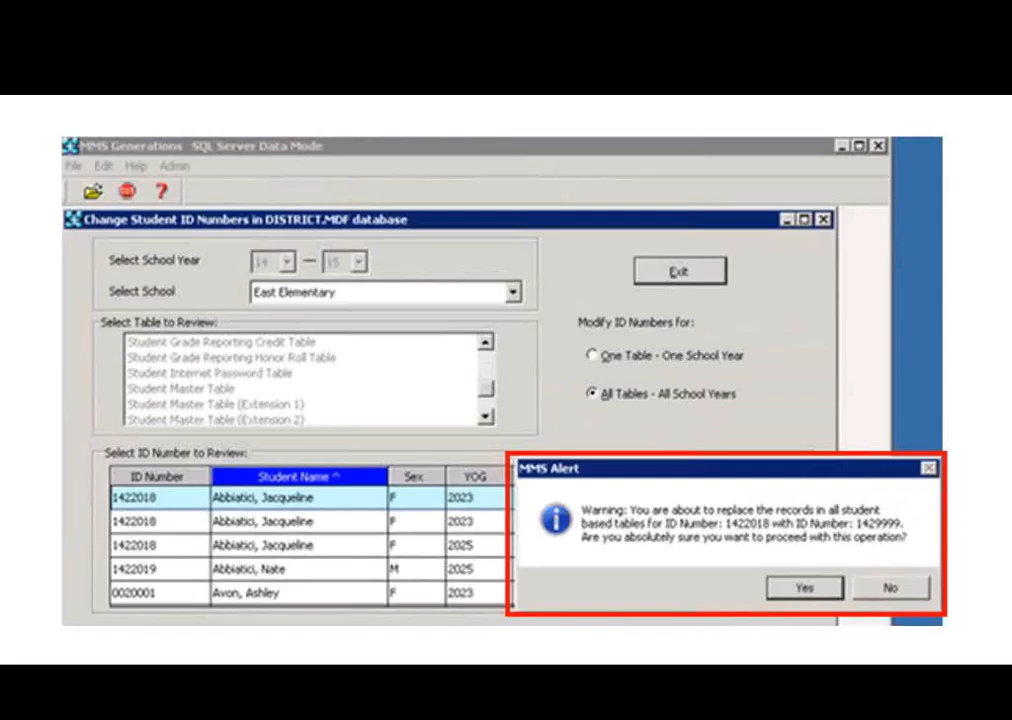 MMS Generations SQL Server Data Mode
File Edit Help Admin
Change Student ID Numbers in DISTRICT.MDF database
Select School Year 14 — 15
Exit
Select School East Elementary
Select Table to Review:
Modify ID Numbers for:
Student Grade Reporting Credit Table
Student Grade Reporting Honor Roll Table
One Table - One School Year
Student Internet Password Table
Student Master Table
All Tables - All School Years
Student Master Table (Extension 1)
Student Master Table (Extension 2)
Select ID Number to Review:
ID Number Student Name ^ Sex YOG
1422018 Abbiatici, Jacqueline F 2023
1422018 Abbiatici, Jacqueline F 2023
1422018 Abbiatici, Jacqueline F 2025
1422019 Abbiatici, Nate M 2025
0020001 Avon, Ashley F 2023
MMS Alert
Warning: You are about to replace the records in all student
based tables for ID Number: 1422018 with ID Number: 1429999.
Are you absolutely sure you want to proceed with this operation?
Yes No